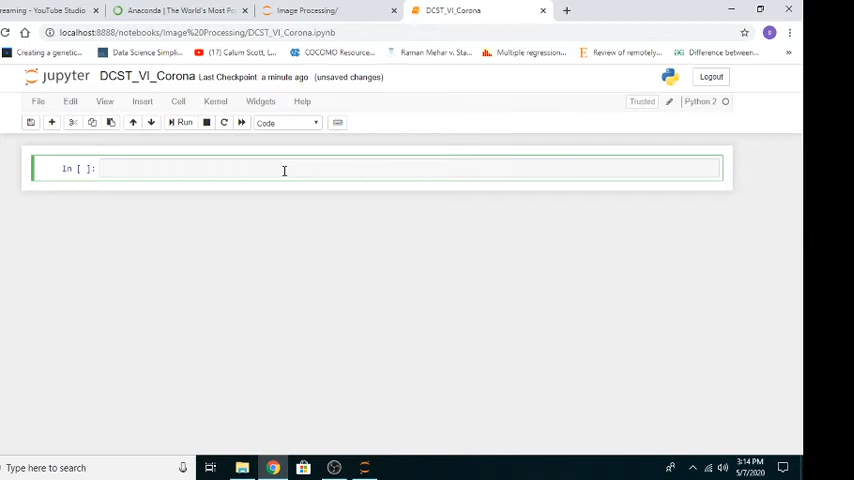 reaming - YouTube Studio
Anaconda | The World's Most Po
Image Processing/
DCST_VI_Corona
localhost:8888/notebooks/Image%20Processing/DCST_VI_Corona.ipynb
Creating a genetic... Data Science Simpli... (17) Calum Scott, L... COCOMO Resource... Raman Mehar v. Sta... Multiple regression... Review of remotely... Difference between... »
jupyter DCST_VI_Corona Last Checkpoint: a minute ago (unsaved changes) Logout
File Edit View Insert Cell Kernel Widgets Help Trusted Python 2
Run Code
In [ ]:
Type here to search
3:14 PM
5/7/2020